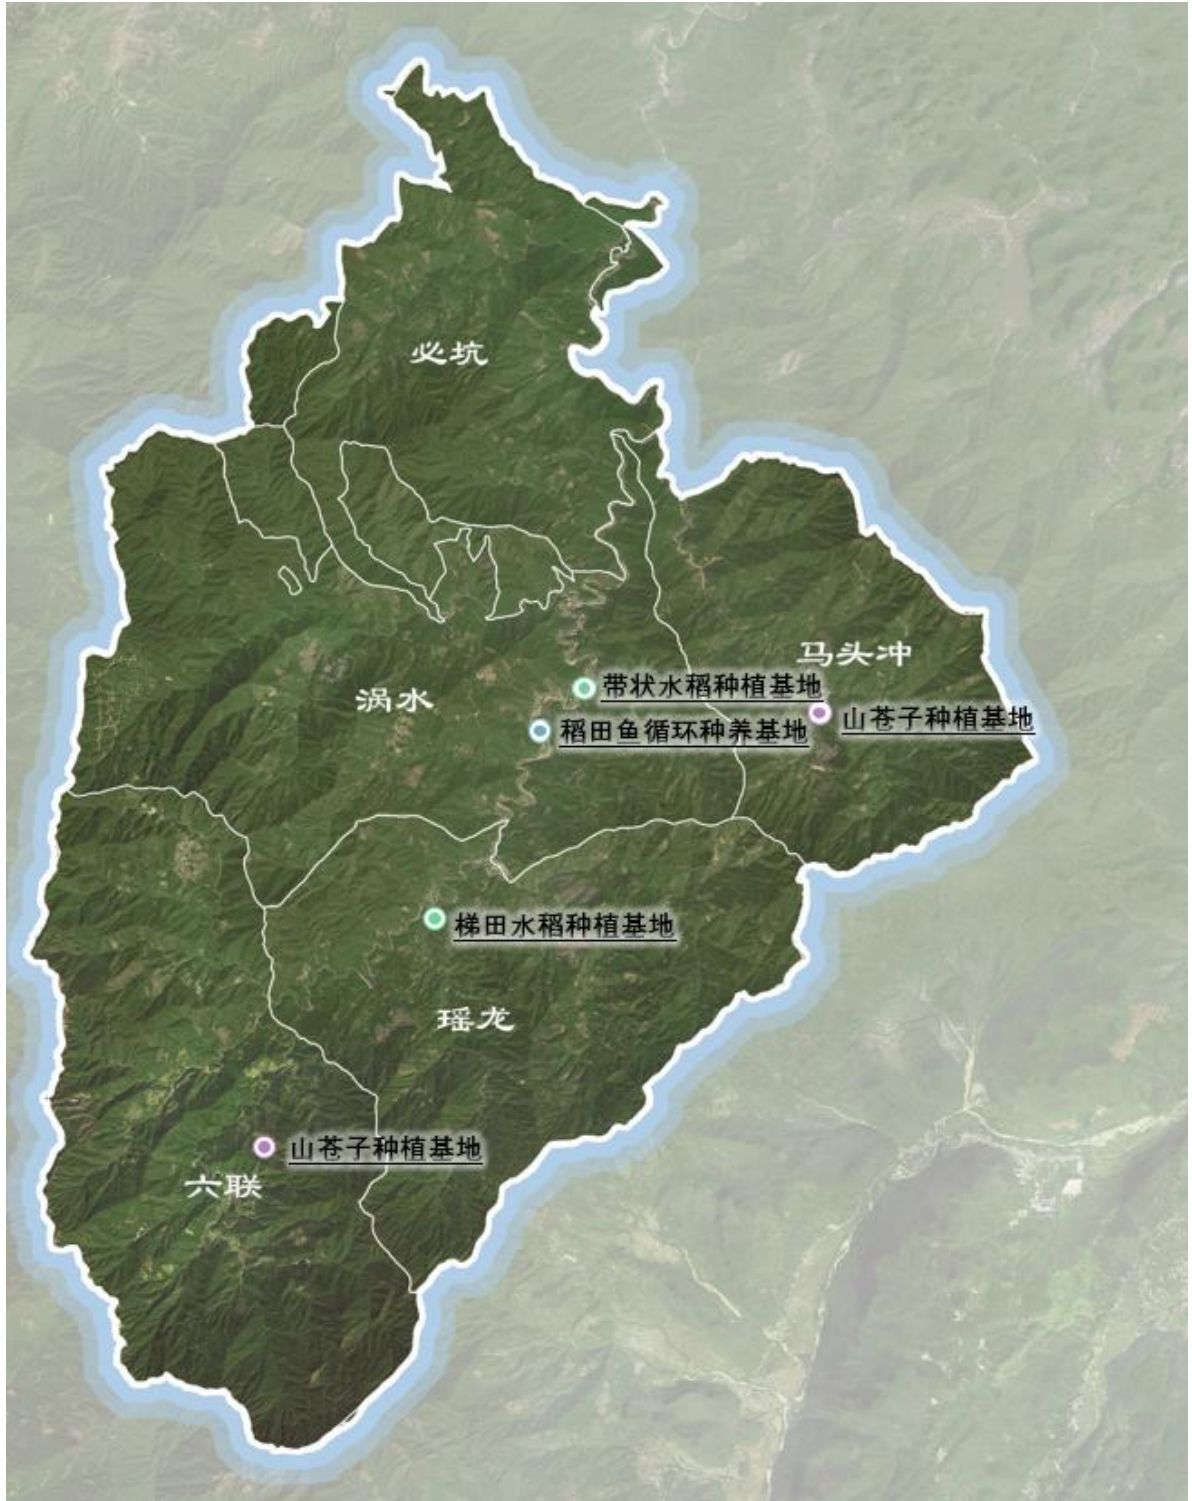 必坑
马头冲
带状水稻种植基地
涡水
山苍子种植基地
稻田鱼循环种养基地
梯田水稻种植基地
瑶龙
山苍子种植基地
六联